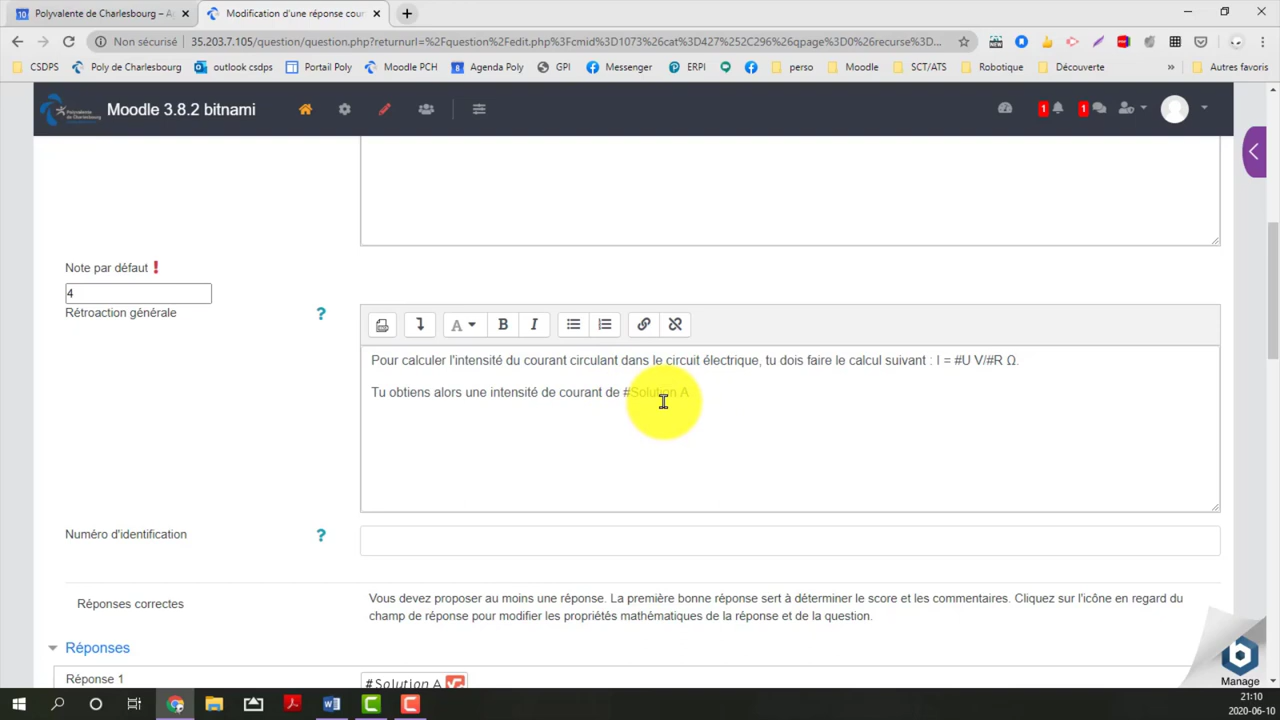 Polyvalente de Charlesbourg – A
Modification d'une réponse cour
Non sécurisé
35.203.7.105/question/question.php?returnurl=%2Fquestion%2Fedit.php%3Fcmid%3D1073%26cat%3D427%252C296%26qpage%3D0%26recurse%3D...
CSDPS
Poly de Charlesbourg
outlook csdps
Portail Poly
Moodle PCH
Agenda Poly
GPI
Messenger
ERPI
perso
Moodle
SCT/ATS
Robotique
Découverte
»
Autres favoris
Polyvalente de Charlesbourg
Moodle 3.8.2 bitnami
1
1
Note par défaut
4
Rétroaction générale
?
A
B
I
Pour calculer l'intensité du courant circulant dans le circuit électrique, tu dois faire le calcul suivant : I = #U V/#R Ω.
Tu obtiens alors une intensité de courant de #Solution A
Numéro d'identification
?
Réponses correctes
Vous devez proposer au moins une réponse. La première bonne réponse sert à déterminer le score et les commentaires. Cliquez sur l'icône en regard du
champ de réponse pour modifier les propriétés mathématiques de la réponse et de la question.
Réponses
Réponse 1
#Solution A
Manage
21:10
2020-06-10